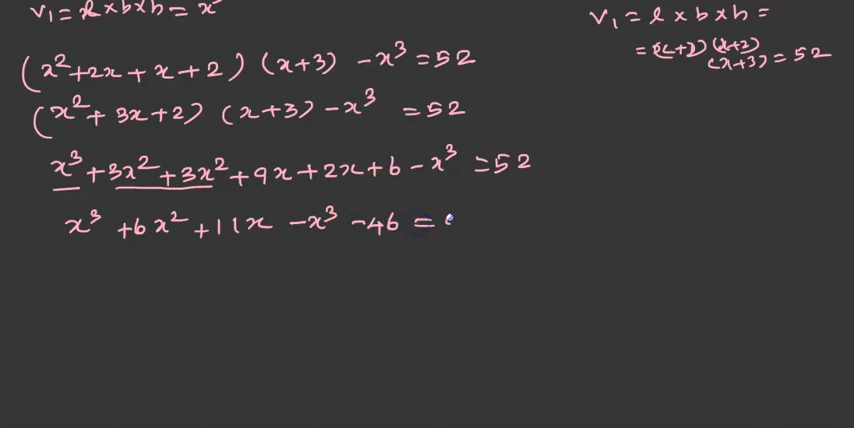 V₁ = l × b × h = x³
V₁ = l × b × h =
= (x+1) (x+2)
(x+3) = 52
(x² + 2x + x + 2) (x+3) - x³ = 52
(x² + 3x + 2) (x+3) - x³ = 52
x³ + 3x² + 3x² + 9x + 2x + 6 - x³ = 52
x³ + 6x² + 11x - x³ - 46 =